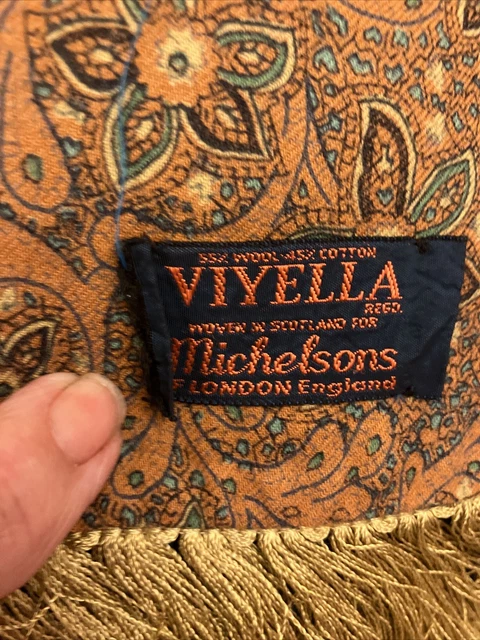 55% WOOL 45% COTTON
VIYELLA
REGD.
WOVEN IN SCOTLAND FOR
Michelsons
OF LONDON England